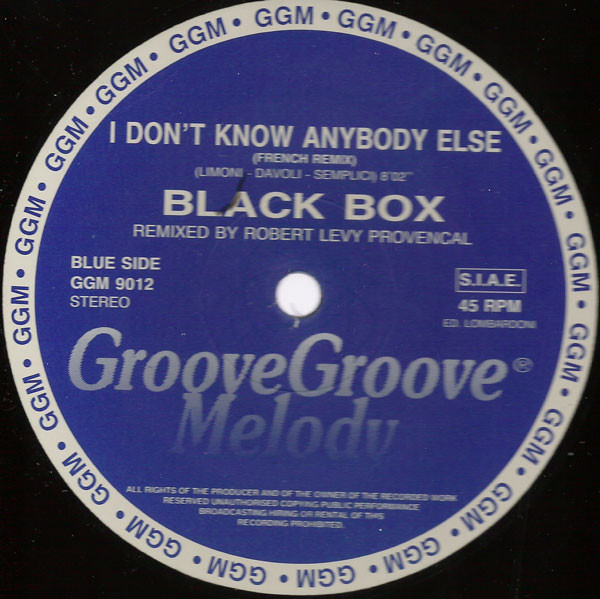 GGM • GGM • GGM • GGM • GGM • GGM • GGM • GGM • GGM • GGM • GGM • GGM • GGM • GGM • GGM • GGM • GGM • GGM • GGM • GGM •
I DON'T KNOW ANYBODY ELSE
(FRENCH REMIX)
(LIMONI - DAVOLI - SEMPLICI) 8'02"
BLACK BOX
REMIXED BY ROBERT LEVY PROVENCAL
BLUE SIDE
GGM 9012
STEREO
S.I.A.E.
45 RPM
ED. LOMBARDONI
GrooveGroove®
Melody
ALL RIGHTS OF THE PRODUCER AND OF THE OWNER OF THE RECORDED WORK
RESERVED UNAUTHORISED COPYING PUBLIC PERFORMANCE
BROADCASTING HIRING OR RENTAL OF THIS
RECORDING PROHIBITED.